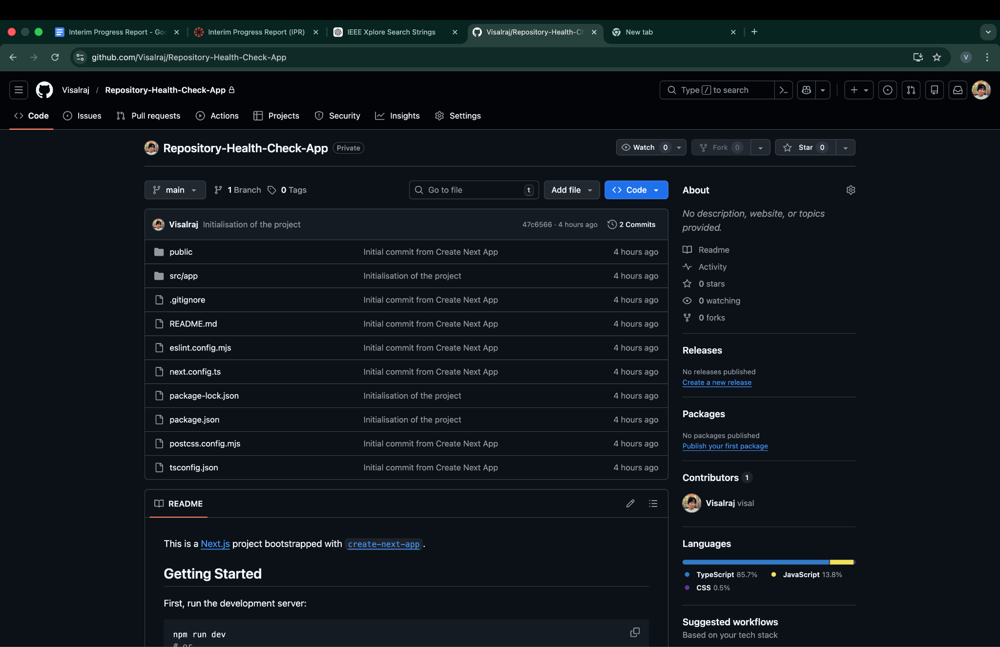 Interim Progress Report - Goo
Interim Progress Report (IPR)
IEEE Xplore Search Strings
Visalraj/Repository-Health-Ch
New tab
github.com/Visalraj/Repository-Health-Check-App
V
Visalraj / Repository-Health-Check-App
Type / to search
Code
Issues
Pull requests
Actions
Projects
Security
Insights
Settings
Repository-Health-Check-App Private
Watch 0
Fork 0
Star 0
main
1 Branch
0 Tags
Go to file t
Add file
Code
Visalraj Initialisation of the project 47c6566 · 4 hours ago 2 Commits
public Initial commit from Create Next App 4 hours ago
src/app Initialisation of the project 4 hours ago
.gitignore Initial commit from Create Next App 4 hours ago
README.md Initial commit from Create Next App 4 hours ago
eslint.config.mjs Initial commit from Create Next App 4 hours ago
next.config.ts Initial commit from Create Next App 4 hours ago
package-lock.json Initialisation of the project 4 hours ago
package.json Initialisation of the project 4 hours ago
postcss.config.mjs Initial commit from Create Next App 4 hours ago
tsconfig.json Initial commit from Create Next App 4 hours ago
README
This is a Next.js project bootstrapped with create-next-app.
Getting Started
First, run the development server:
npm run dev
# or
About
No description, website, or topics
provided.
Readme
Activity
0 stars
0 watching
0 forks
Releases
No releases published
Create a new release
Packages
No packages published
Publish your first package
Contributors 1
Visalraj visal
Languages
TypeScript 85.7%
JavaScript 13.8%
CSS 0.5%
Suggested workflows
Based on your tech stack